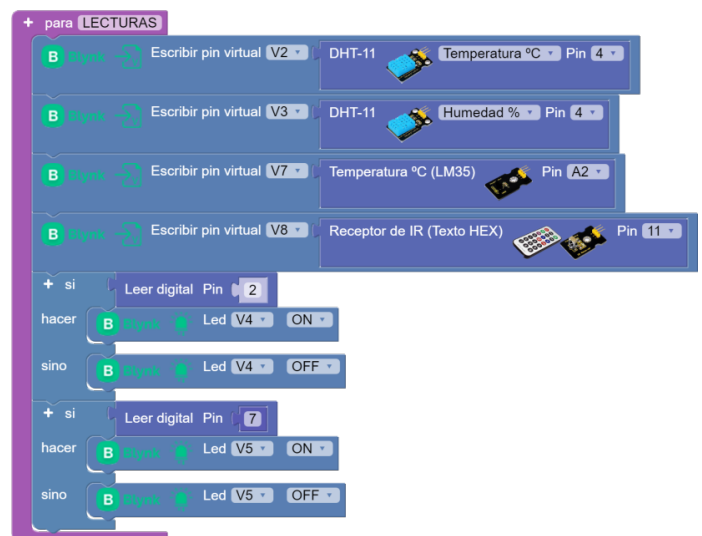 + para LECTURAS
B Blynk Escribir pin virtual V2 DHT-11 Temperatura ºC Pin 4
B Blynk Escribir pin virtual V3 DHT-11 Humedad % Pin 4
B Blynk Escribir pin virtual V7 Temperatura ºC (LM35) Pin A2
B Blynk Escribir pin virtual V8 Receptor de IR (Texto HEX) Pin 11
+ si Leer digital Pin 2
hacer B Blynk Led V4 ON
sino B Blynk Led V4 OFF
+ si Leer digital Pin 7
hacer B Blynk Led V5 ON
sino B Blynk Led V5 OFF